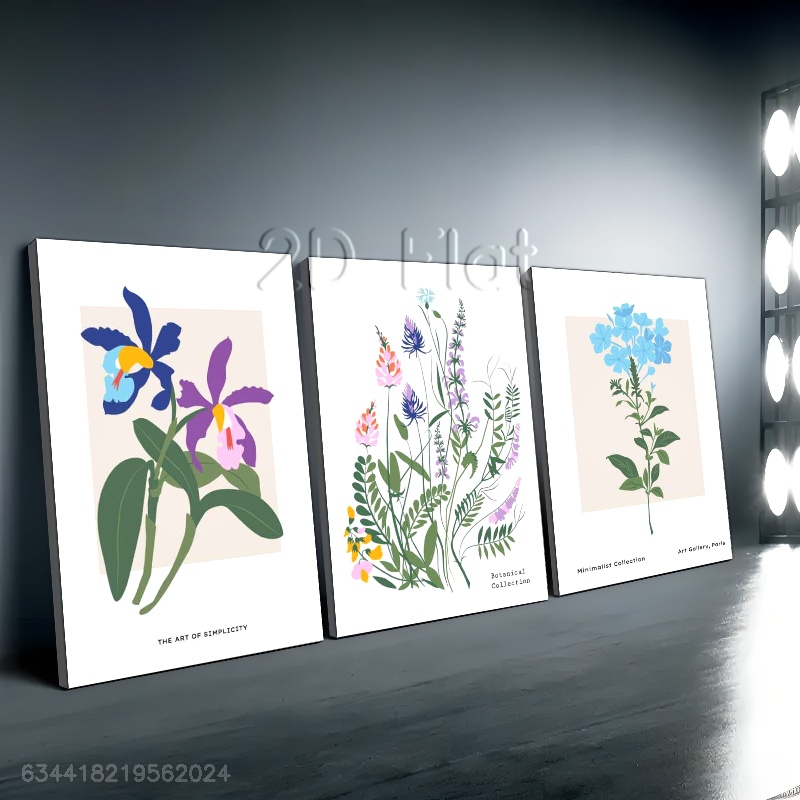 2D Flat
THE ART OF SIMPLICITY
Botanical
Collection
Minimalist Collection
Art Gallery, Paris
634418219562024